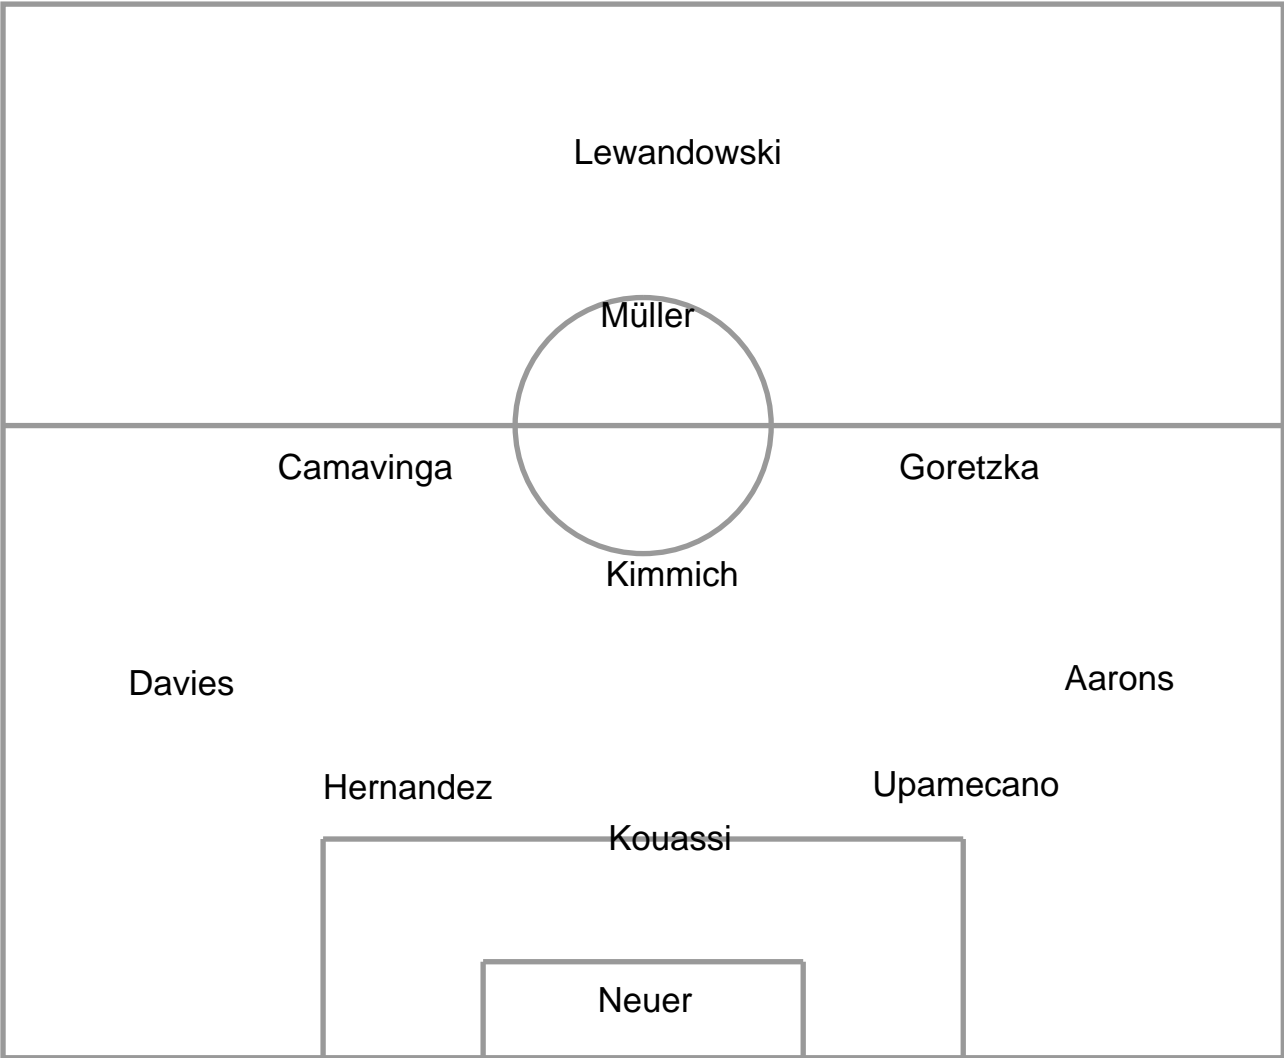 Lewandowski
Müller
Camavinga
Goretzka
Kimmich
Davies
Aarons
Hernandez
Upamecano
Kouassi
Neuer